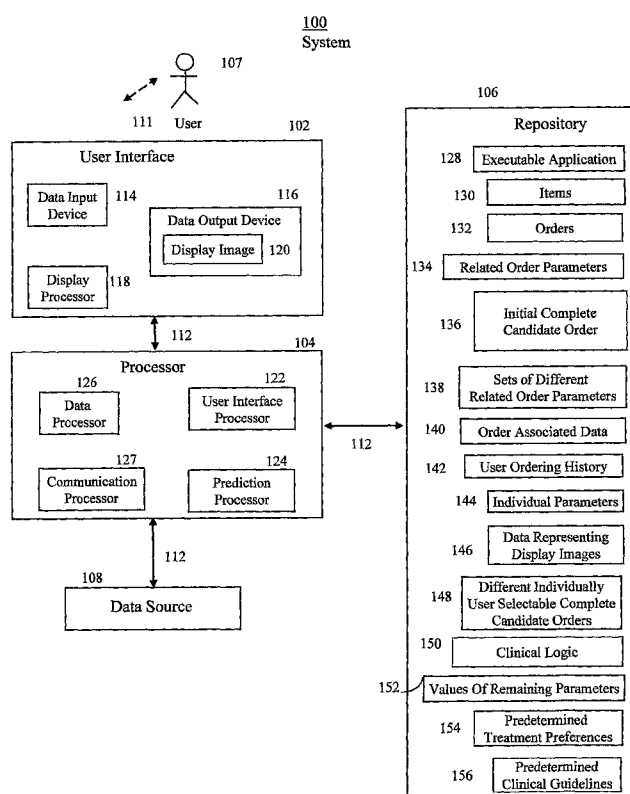 100
System
107
111
User
102
User Interface
Data Input
Device
114
116
Data Output Device
Display Image
120
Display
Processor
118
112
104
Processor
126
Data
Processor
122
User Interface
Processor
127
Communication
Processor
124
Prediction
Processor
112
112
108
Data Source
106
Repository
128
Executable Application
130
Items
132
Orders
134
Related Order Parameters
136
Initial Complete
Candidate Order
138
Sets of Different
Related Order Parameters
140
Order Associated Data
142
User Ordering History
144
Individual Parameters
146
Data Representing
Display Images
148
Different Individually
User Selectable Complete
Candidate Orders
150
Clinical Logic
152
Values Of Remaining Parameters
154
Predetermined
Treatment Preferences
156
Predetermined
Clinical Guidelines